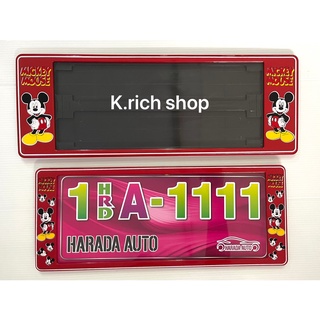 MICKEY
MOUSE
MICKEY
MOUSE
K.rich shop
1 HRD A-1111
HARADA AUTO
HARADA AUTO